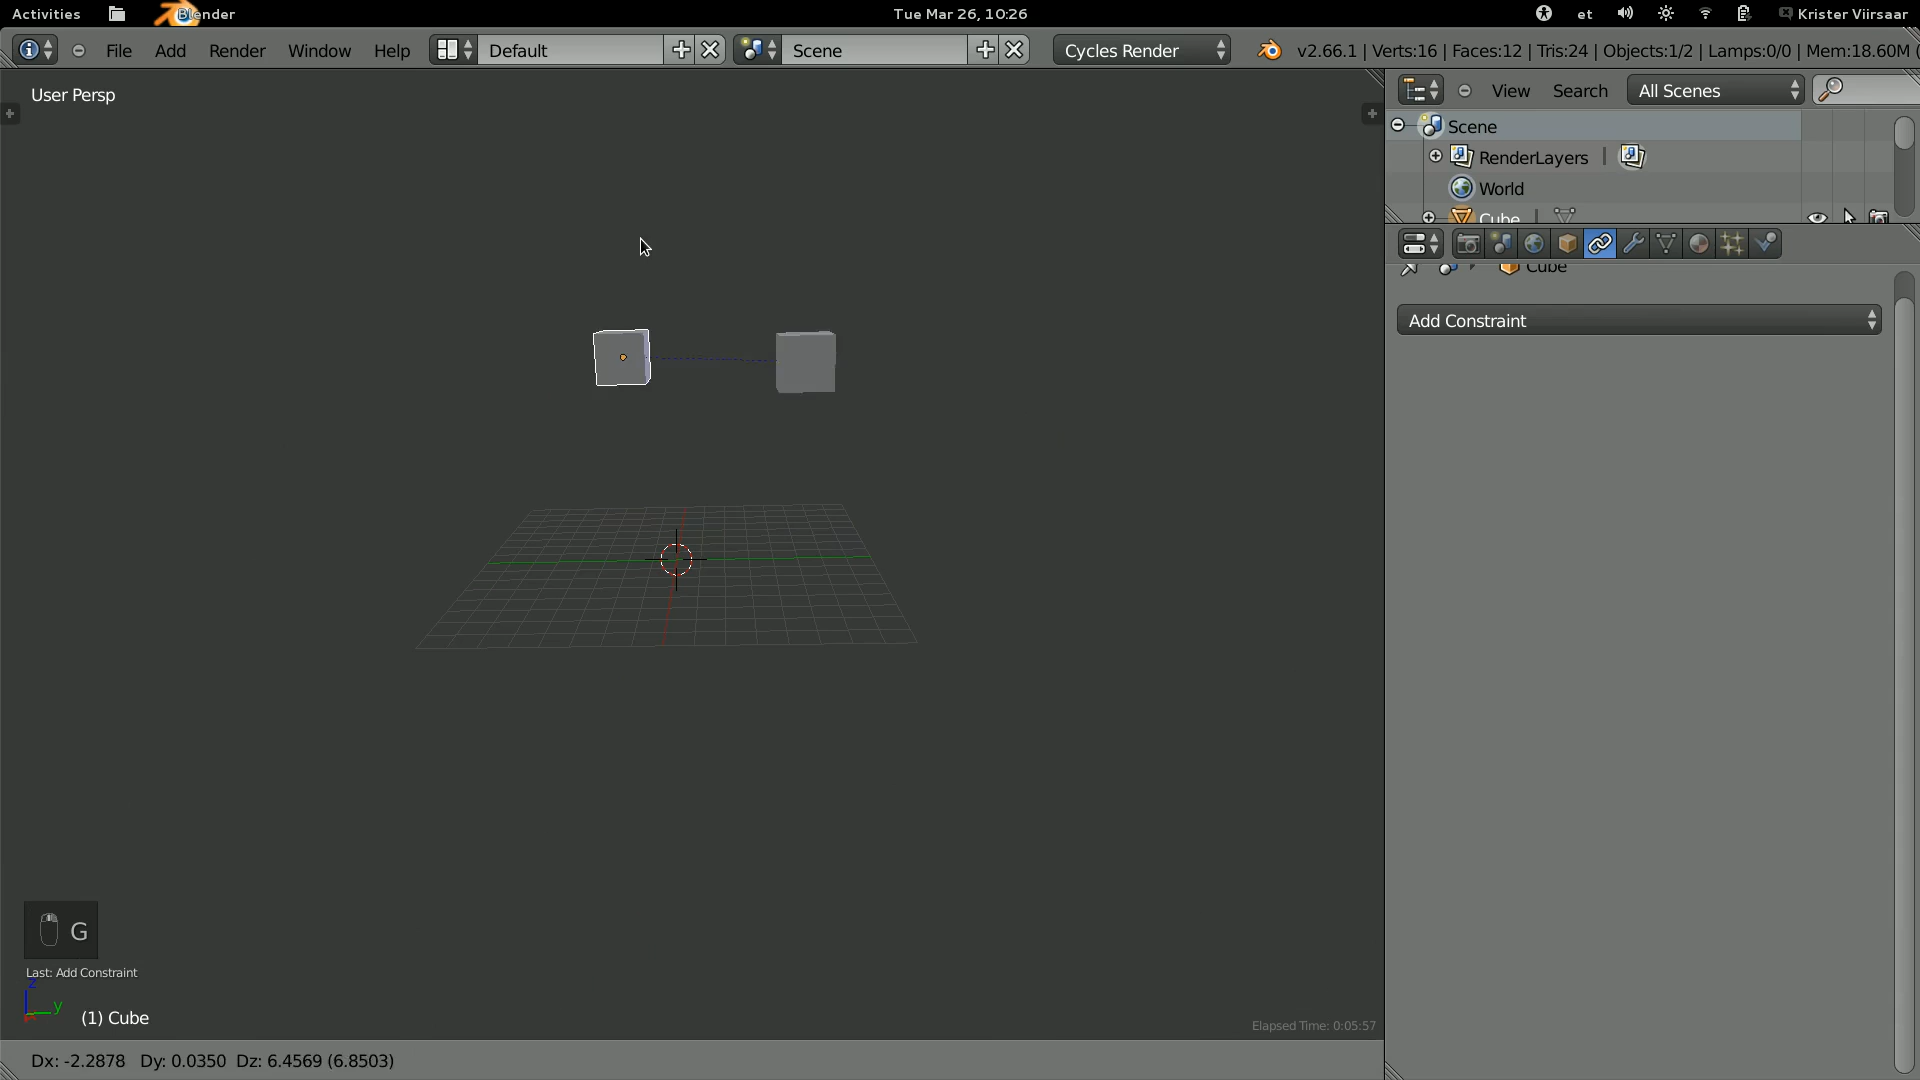 Activities Blender Tue Mar 26, 10:26 et Krister Viirsaar
File Add Render Window Help Default Scene Cycles Render v2.66.1 | Verts:16 | Faces:12 | Tris:24 | Objects:1/2 | Lamps:0/0 | Mem:18.60M (
User Persp
View Search All Scenes
Scene
RenderLayers
World
Cube
Cube
Add Constraint
G
Last: Add Constraint
z
y
(1) Cube
Elapsed Time: 0:05:57
Dx: -2.2878 Dy: 0.0350 Dz: 6.4569 (6.8503)